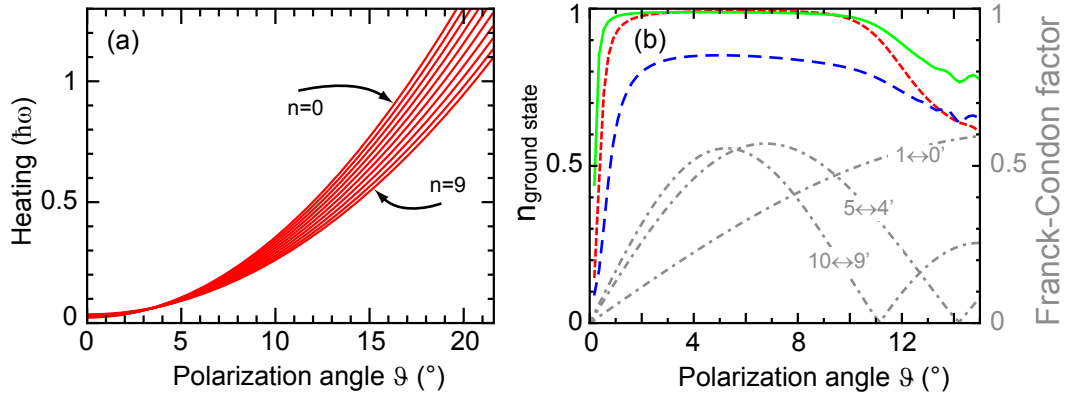 (a)
Heating (ħω)
1
0.5
0
n=0
n=9
0 5 10 15 20
Polarization angle ϑ (°)
(b)
n ground state
1
0.5
0
1↔0'
5↔4'
10↔9'
0 4 8 12
Polarization angle ϑ (°)
1
0.5
0
Franck-Condon factor